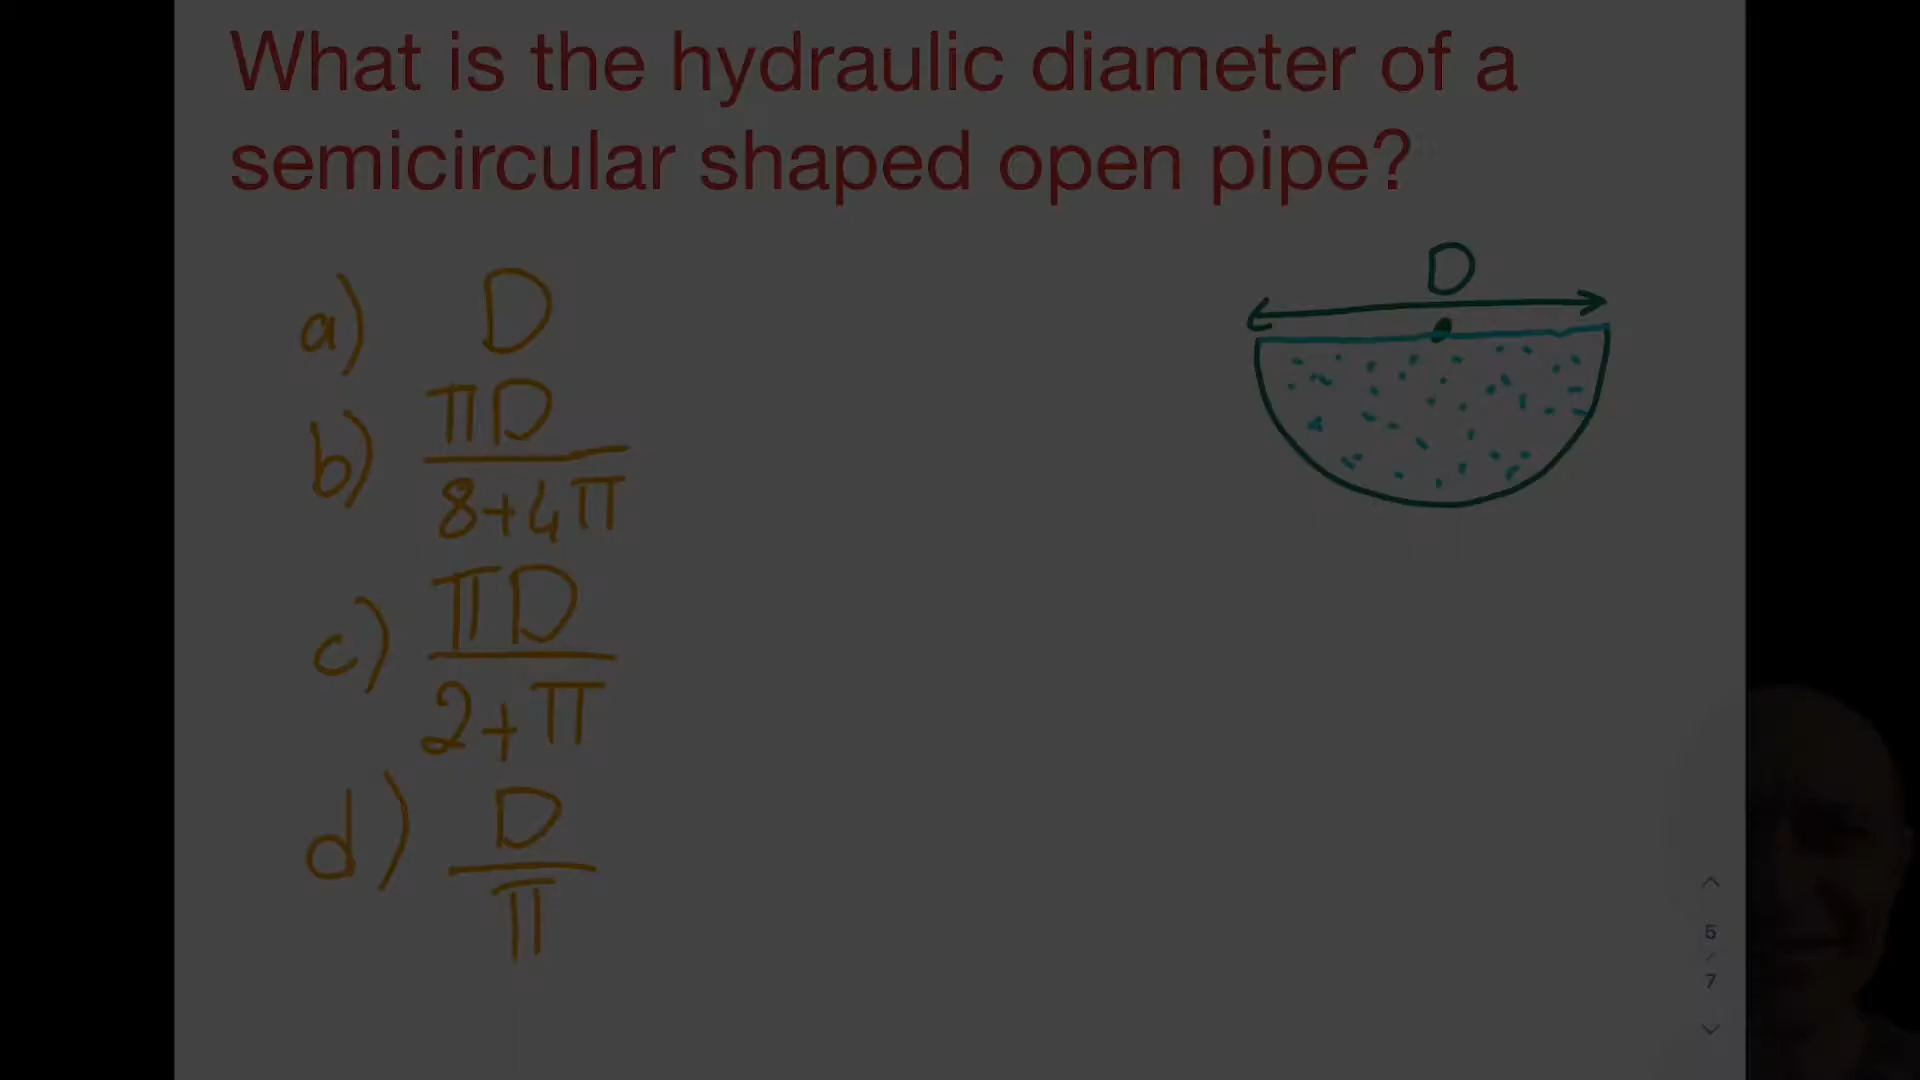 What is the hydraulic diameter of a
semicircular shaped open pipe?
D
a) D
b) πD
8+4π
c) πD
2+π
d) D
π
5
/
7